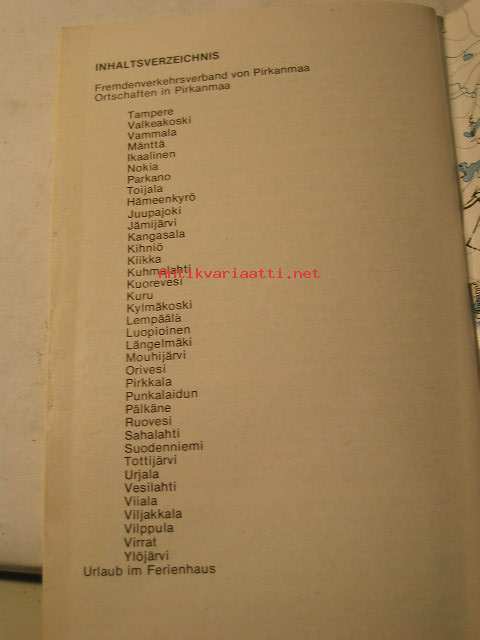 INHALTSVERZEICHNIS
Fremdenverkehrsverband von Pirkanmaa
Ortschaften in Pirkanmaa
Tampere
Valkeakoski
Vammala
Mänttä
Ikaalinen
Nokia
Parkano
Toijala
Hämeenkyrö
Juupajoki
Jämijärvi
Kangasala
Kihniö
Kiikka
Kuhmalahti
Antikvariaatti.net
Kuorevesi
Kuru
Kylmäkoski
Lempäälä
Luopioinen
Längelmäki
Mouhijärvi
Orivesi
Pirkkala
Punkalaidun
Pälkäne
Ruovesi
Sahalahti
Suodenniemi
Tottijärvi
Urjala
Vesilahti
Viiala
Viljakkala
Vilppula
Virrat
Ylöjärvi
Urlaub im Ferienhaus